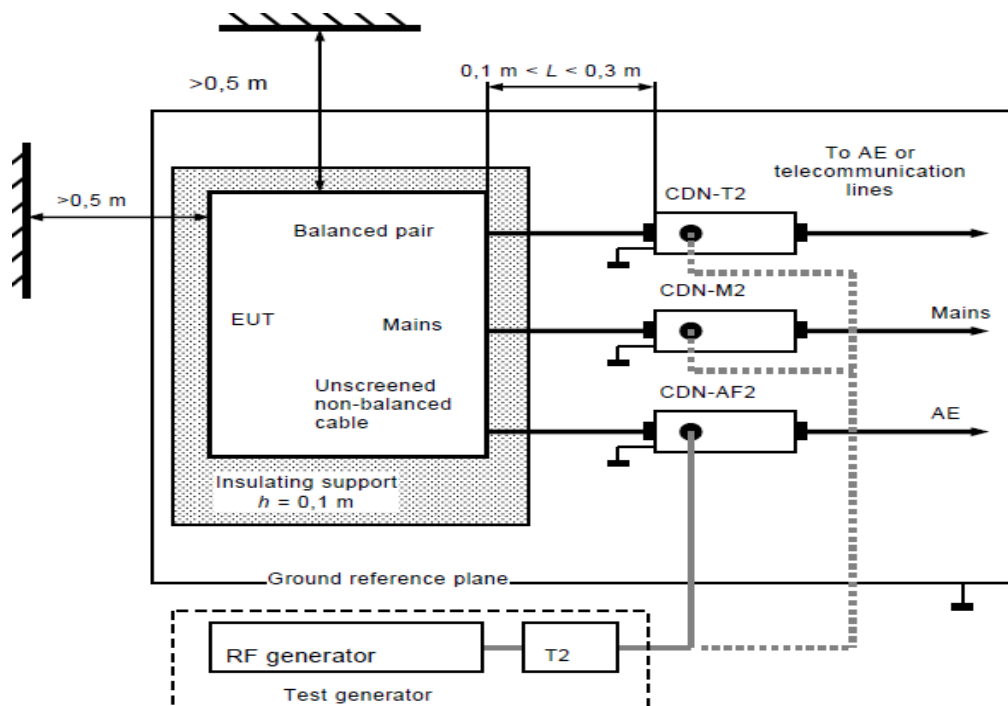 >0,5 m
0,1 m < L < 0,3 m
>0,5 m
To AE or
telecommunication
lines
CDN-T2
Balanced pair
CDN-M2
EUT
Mains
Mains
Unscreened
non-balanced
cable
CDN-AF2
AE
Insulating support
h = 0,1 m
Ground reference plane
RF generator
T2
Test generator